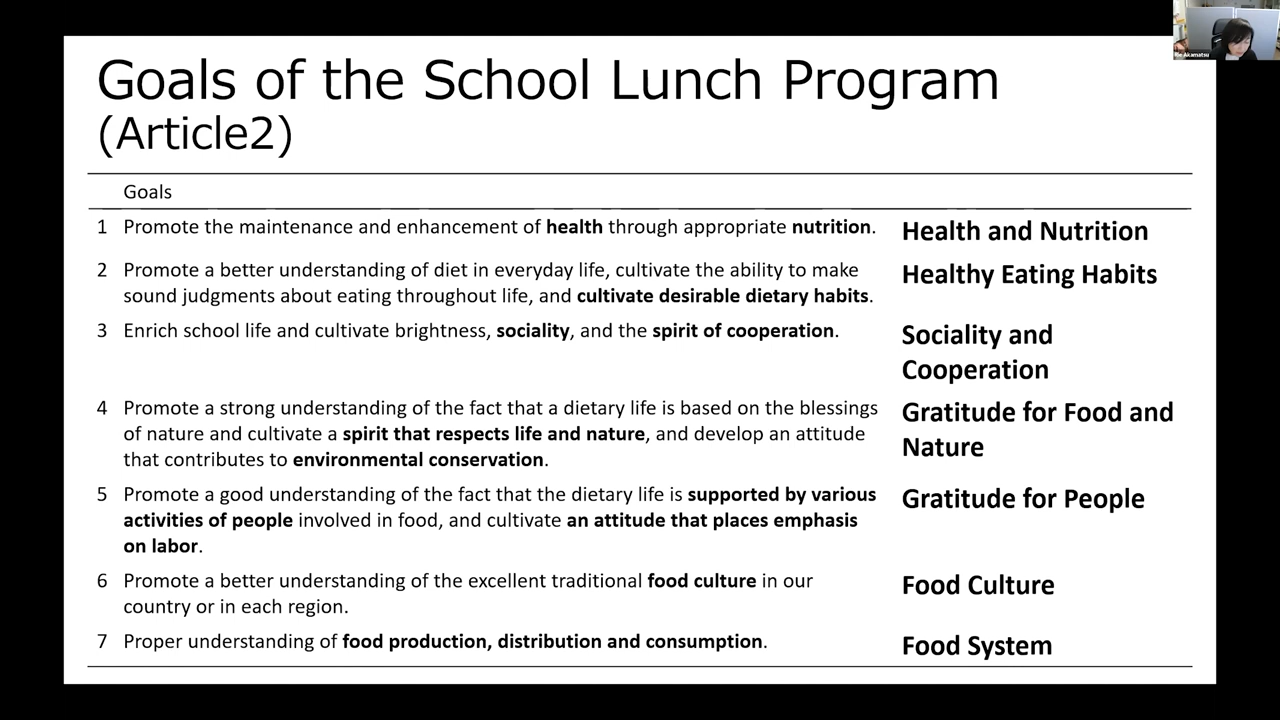 Goals of the School Lunch Program
(Article2)
Goals
1 Promote the maintenance and enhancement of health through appropriate nutrition. Health and Nutrition
2 Promote a better understanding of diet in everyday life, cultivate the ability to make
sound judgments about eating throughout life, and cultivate desirable dietary habits.
Healthy Eating Habits
3 Enrich school life and cultivate brightness, sociality, and the spirit of cooperation.
Sociality and
Cooperation
4 Promote a strong understanding of the fact that a dietary life is based on the blessings
of nature and cultivate a spirit that respects life and nature, and develop an attitude
that contributes to environmental conservation.
Gratitude for Food and
Nature
5 Promote a good understanding of the fact that the dietary life is supported by various
activities of people involved in food, and cultivate an attitude that places emphasis
on labor.
Gratitude for People
6 Promote a better understanding of the excellent traditional food culture in our
country or in each region.
Food Culture
7 Proper understanding of food production, distribution and consumption. Food System
Akamatsu